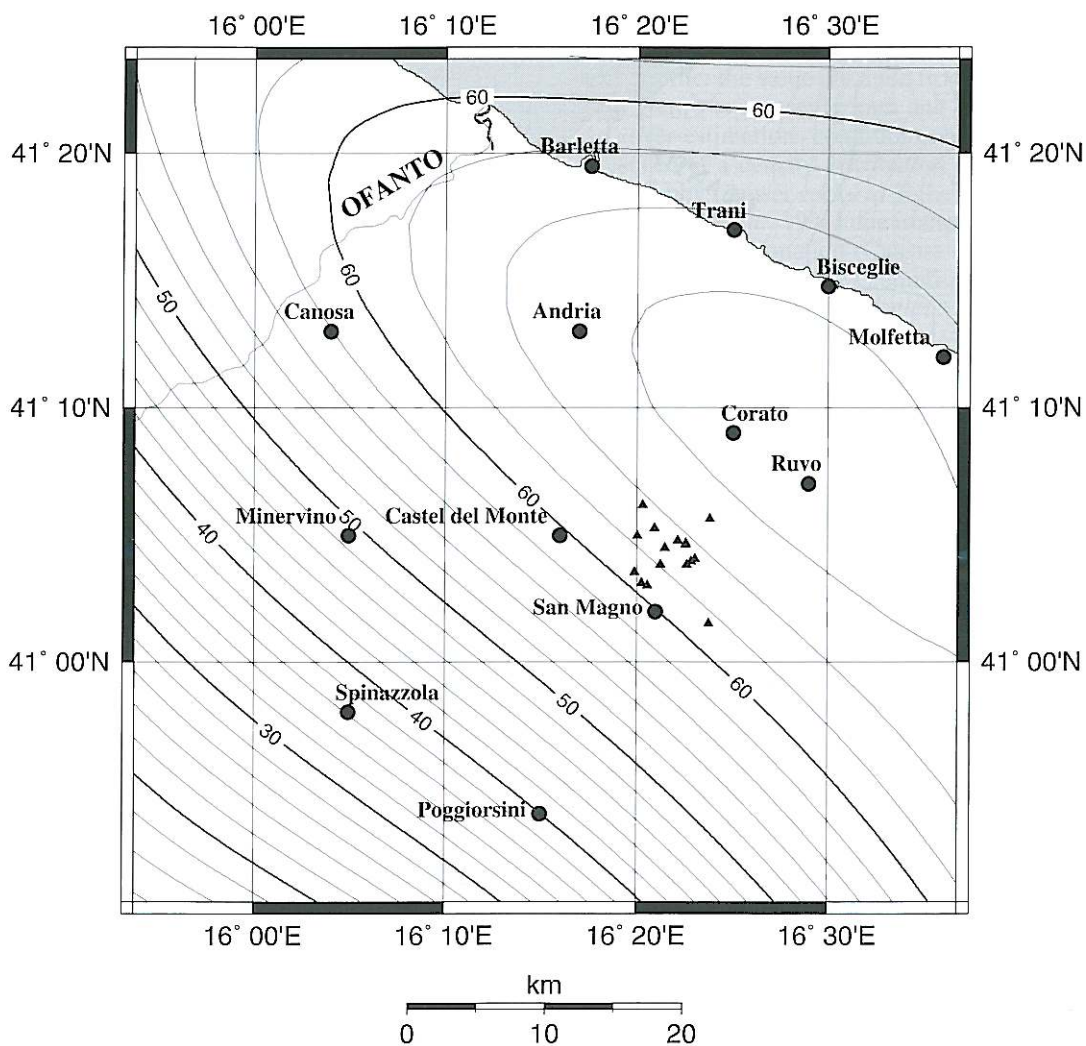 16° 00'E 16° 10'E 16° 20'E 16° 30'E
60
60
41° 20'N 41° 20'N
Barletta
OFANTO
Trani
60
Bisceglie
50
Canosa Andria
Molfetta
41° 10'N 41° 10'N
Corato
Ruvo
60
40 Minervino 50 Castel del Monte
San Magno
41° 00'N 41° 00'N
60
Spinazzola
50
40
30
Poggiorsini
16° 00'E 16° 10'E 16° 20'E 16° 30'E
km
0 10 20